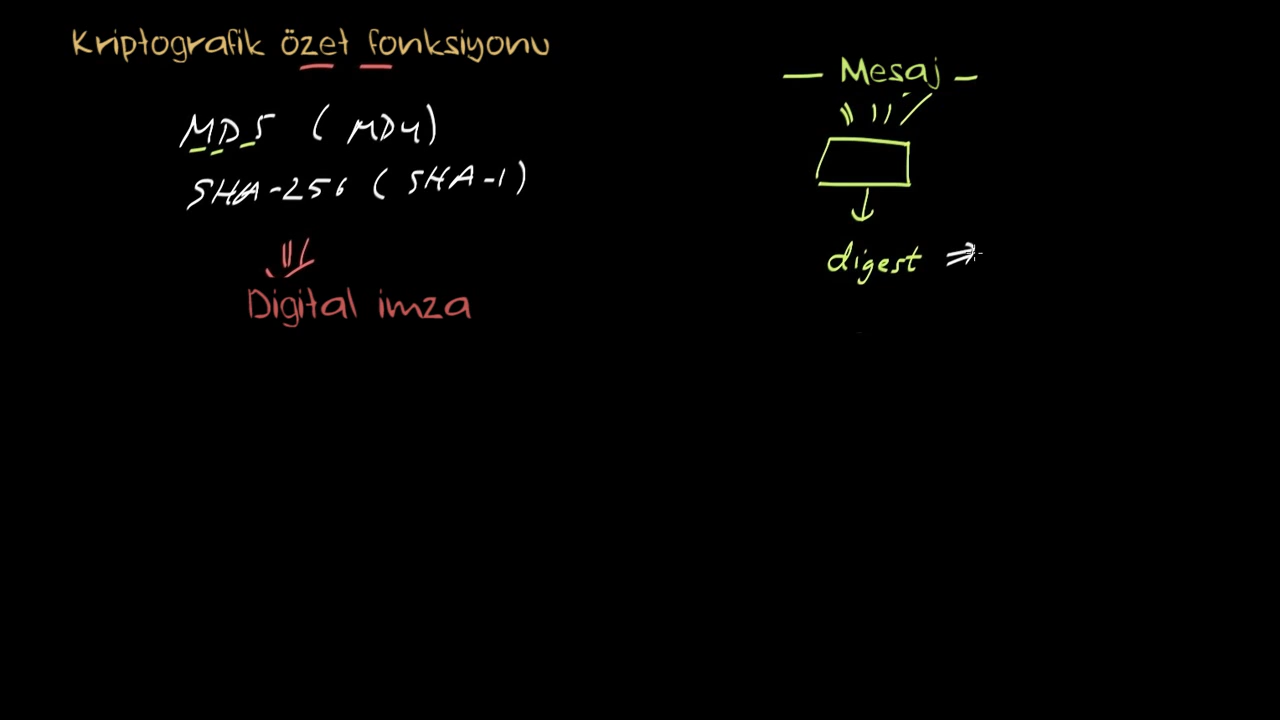 Kriptografik özet fonksiyonu
MD5 (MD4)
SHA-256 (SHA-1)
Digital imza
— Mesaj —
digest ⇒